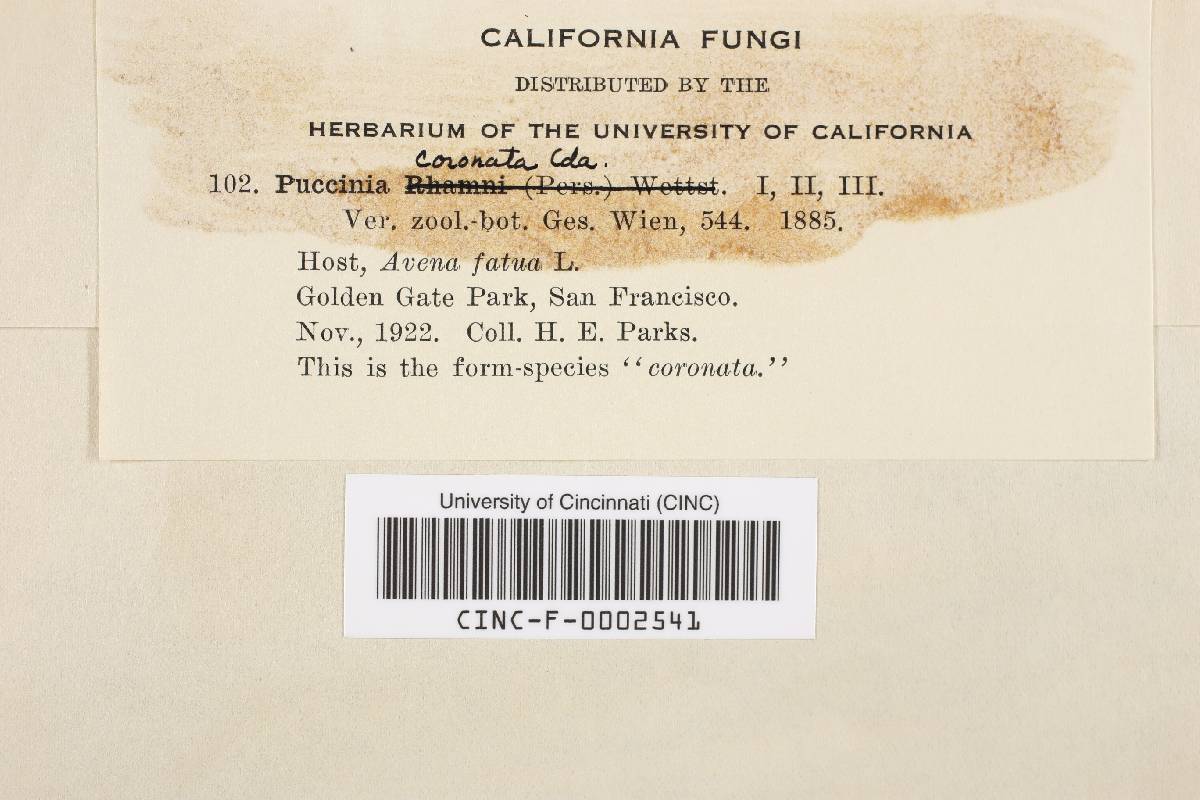 CALIFORNIA FUNGI
DISTRIBUTED BY THE
HERBARIUM OF THE UNIVERSITY OF CALIFORNIA
coronata Cda.
102. Puccinia Rhamni (Pers.) Wettst. I, II, III.
Ver. zool.-bot. Ges. Wien, 544. 1885.
Host, Avena fatua L.
Golden Gate Park, San Francisco.
Nov., 1922. Coll. H. E. Parks.
This is the form-species "coronata."
University of Cincinnati (CINC)
CINC-F-0002541